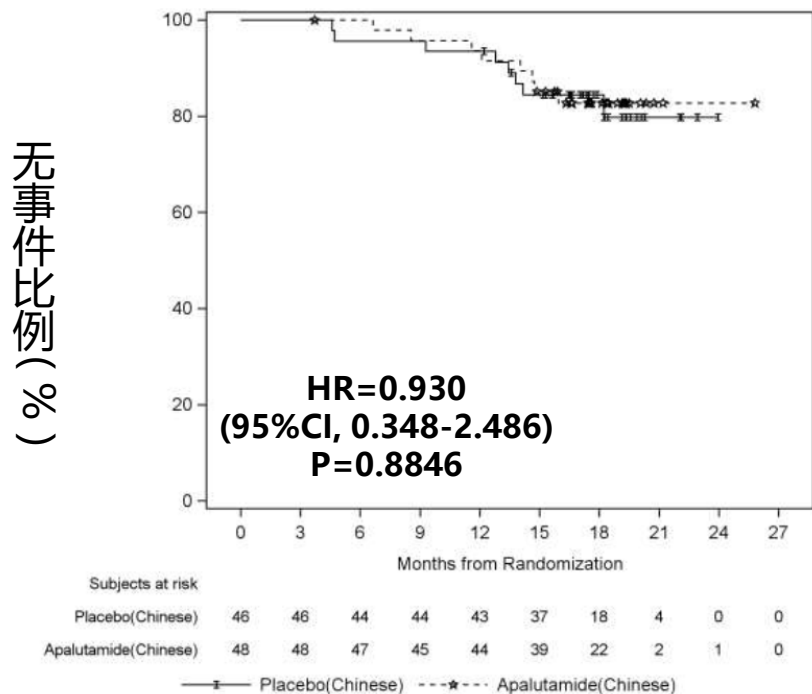 无事件比例(%)
100
80
60
40
20
0
HR=0.930
(95%CI, 0.348-2.486)
P=0.8846
0 3 6 9 12 15 18 21 24 27
Months from Randomization
Subjects at risk
Placebo(Chinese) 46 46 44 44 43 37 18 4 0 0
Apalutamide(Chinese) 48 48 47 45 44 39 22 2 1 0
Placebo(Chinese) Apalutamide(Chinese)